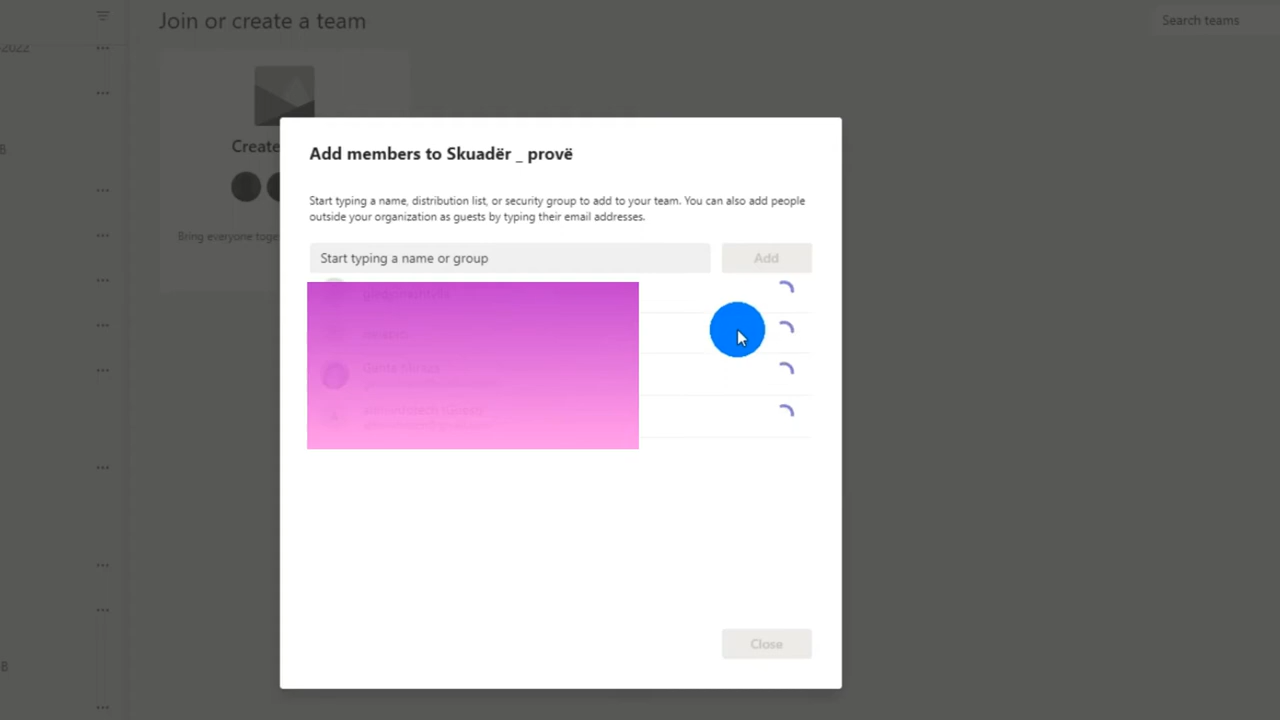 Join or create a team
Search teams
-2022
B
Create
Bring everyone toge
Add members to Skuadër _ provë
Start typing a name, distribution list, or security group to add to your team. You can also add people
outside your organization as guests by typing their email addresses.
Start typing a name or group
Add
Close
B